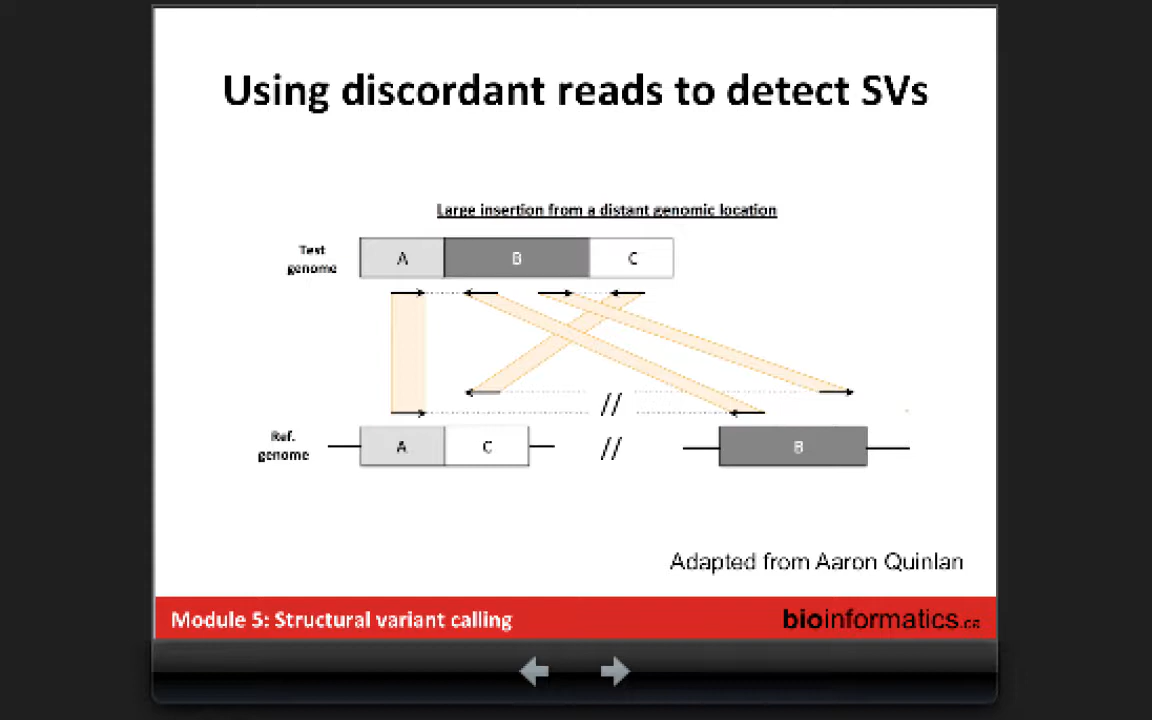 Using discordant reads to detect SVs
Large insertion from a distant genomic location
Test
genome
A B C
//
Ref.
genome
A C // B
Adapted from Aaron Quinlan
Module 5: Structural variant calling
bioinformatics.ca